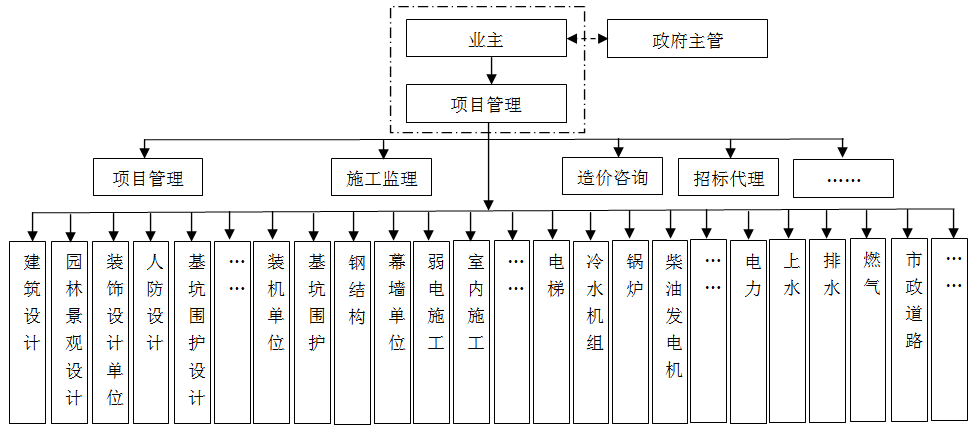 业主
政府主管
项目管理
项目管理
施工监理
造价咨询
招标代理
……
建筑设计
园林景观设计
装饰设计单位
人防设计
基坑围护设计
……
装机单位
基坑围护
钢结构
幕墙单位
弱电施工
室内施工
……
电梯
冷水机组
锅炉
柴油发电机
……
电力
上水
排水
燃气
市政道路
……